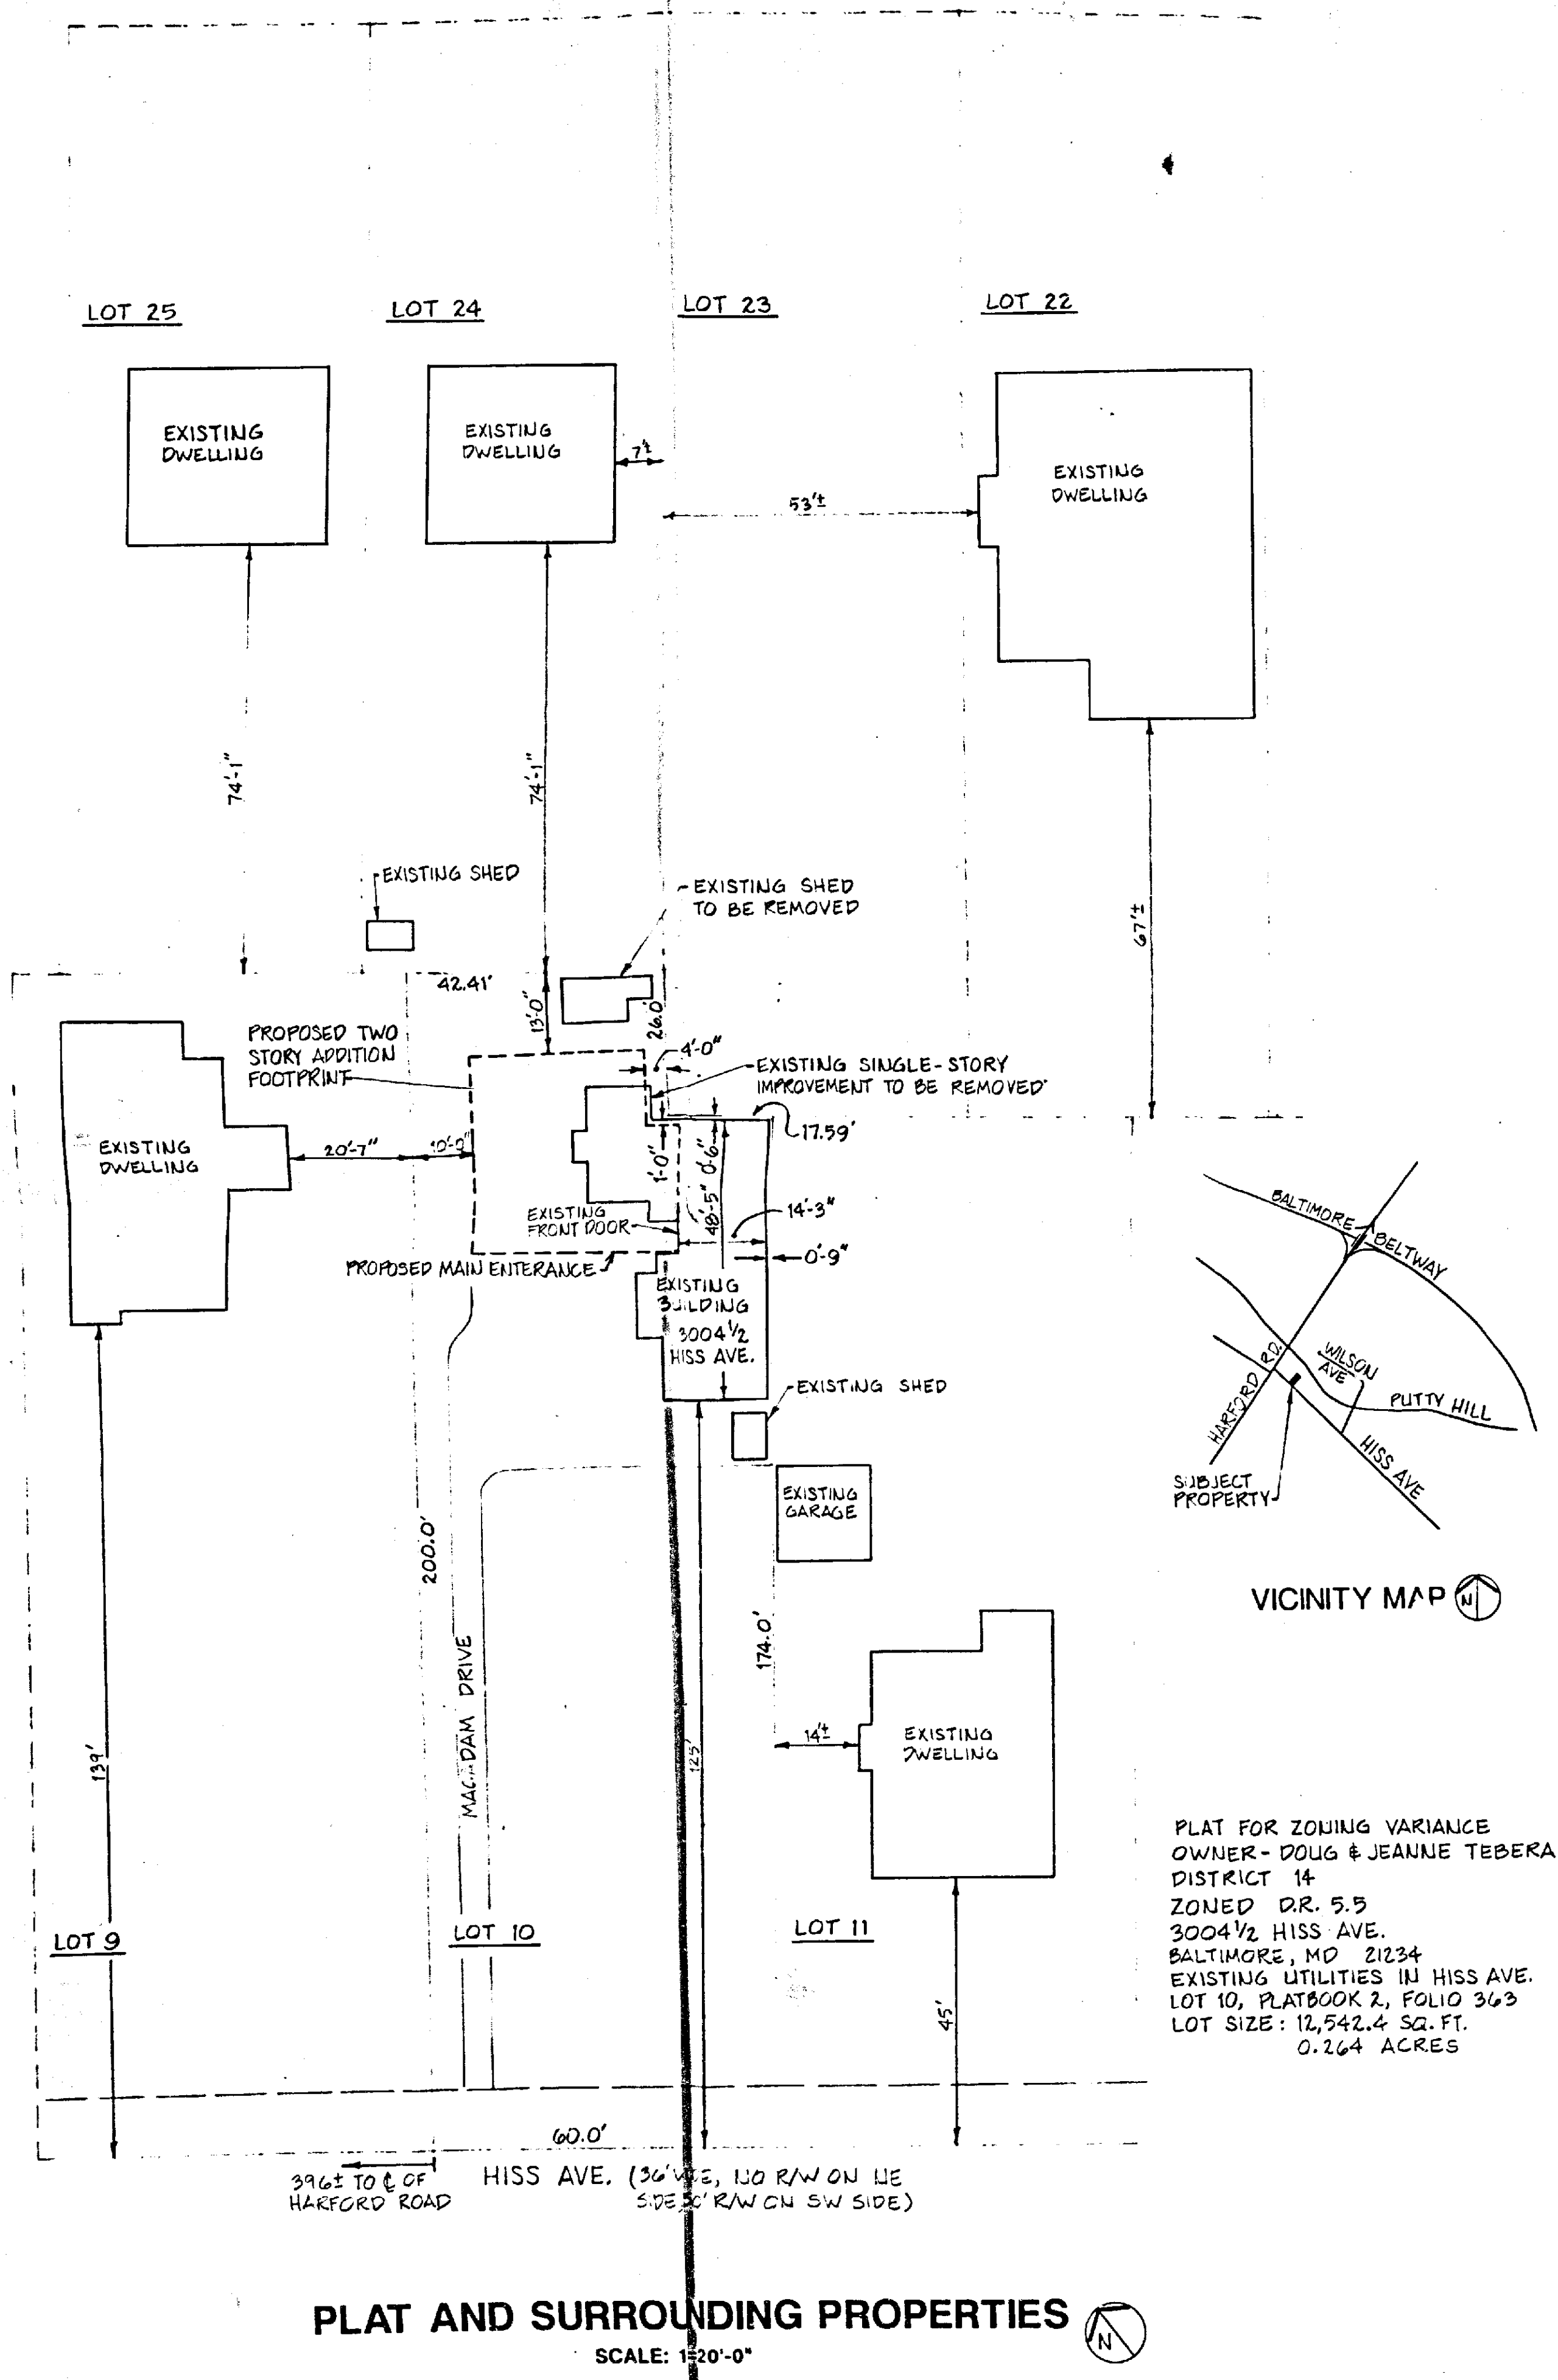 LOT 25
LOT 24
LOT 23
LOT 22
EXISTING
DWELLING
EXISTING
DWELLING
7'±
EXISTING
DWELLING
53'±
74'-1"
74'-1"
67'±
EXISTING SHED
EXISTING SHED
TO BE REMOVED
42.41'
13'-0"
26.0'
4'-0"
PROPOSED TWO
STORY ADDITION
FOOTPRINT
EXISTING SINGLE-STORY
IMPROVEMENT TO BE REMOVED
17.59'
EXISTING
DWELLING
20'-7"
10'-0"
1'-0"
0'-6"
48'-5"
14'-3"
0'-9"
EXISTING
FRONT DOOR
PROPOSED MAIN ENTERANCE
EXISTING
BUILDING
3004 1/2
HISS AVE.
EXISTING SHED
EXISTING
GARAGE
BALTIMORE
BELTWAY
HARFORD RD.
WILSON
AVE
PUTTY HILL
HISS AVE
SUBJECT
PROPERTY
VICINITY MAP
N
200.0'
MACADAM DRIVE
174.0'
139'
125'
14'±
EXISTING
DWELLING
LOT 9
LOT 10
LOT 11
45'
PLAT FOR ZONING VARIANCE
OWNER - DOUG & JEANNE TEBERA
DISTRICT 14
ZONED D.R. 5.5
3004 1/2 HISS AVE.
BALTIMORE, MD 21234
EXISTING UTILITIES IN HISS AVE.
LOT 10, PLATBOOK 2, FOLIO 363
LOT SIZE: 12,542.4 SQ. FT.
0.264 ACRES
60.0'
396± TO ℄ OF
HARFORD ROAD
HISS AVE. (36' WIDE, NO R/W ON NE
SIDE, R/W ON SW SIDE)
PLAT AND SURROUNDING PROPERTIES
N
SCALE: 1"=20'-0"